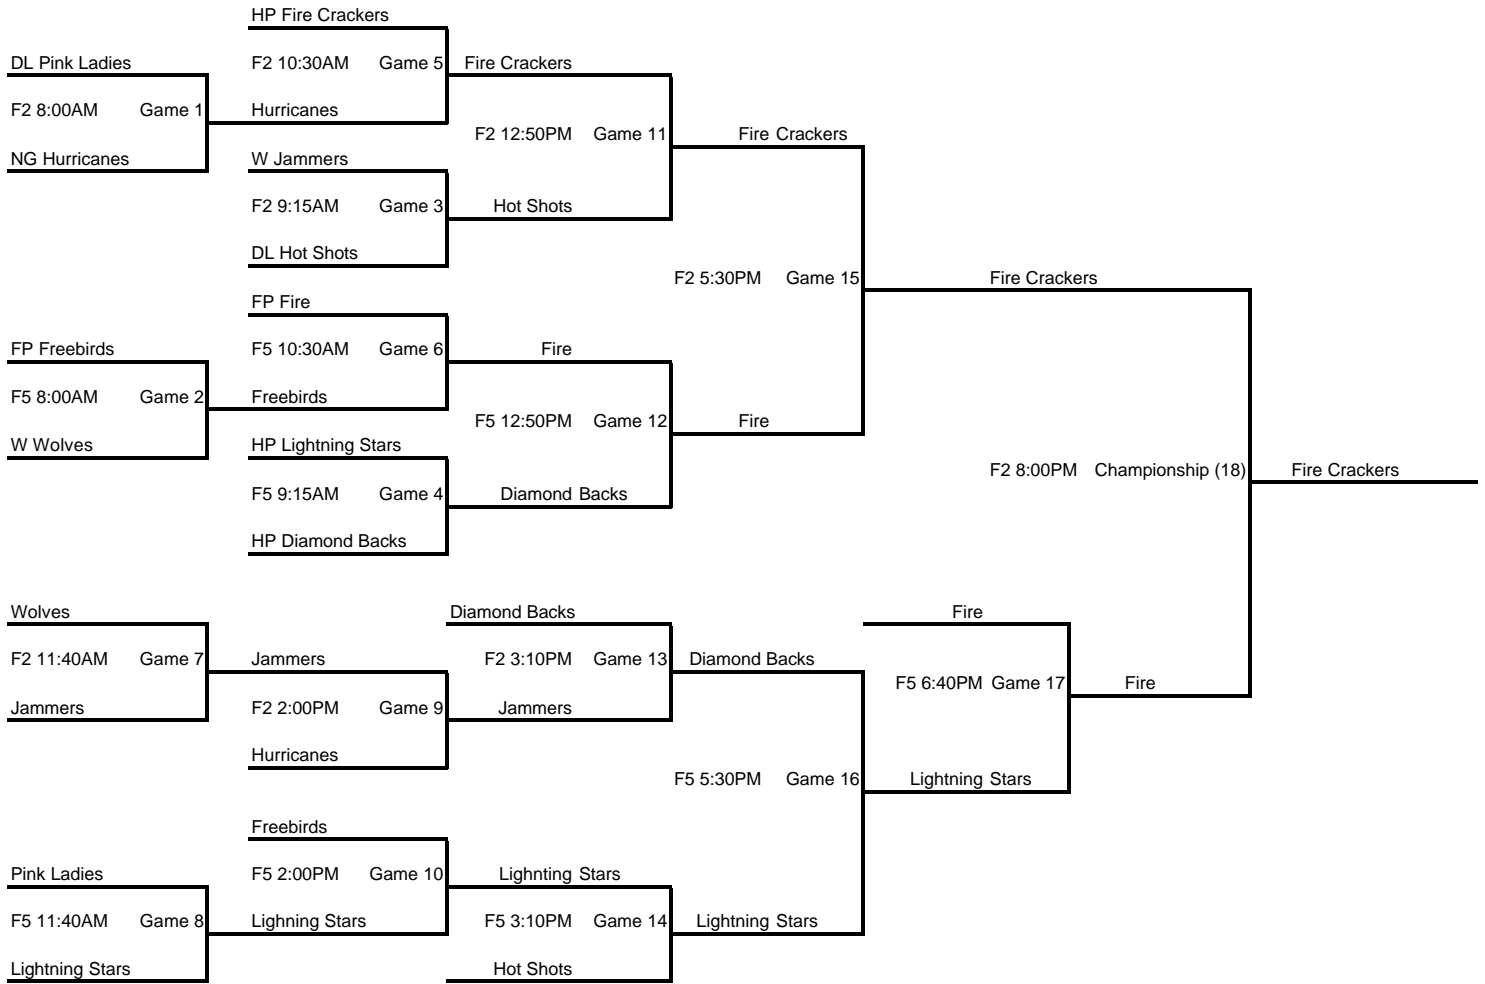 HP Fire Crackers
DL Pink Ladies
F2 10:30AM Game 5
Fire Crackers
F2 8:00AM Game 1
Hurricanes
F2 12:50PM Game 11
Fire Crackers
NG Hurricanes
W Jammers
F2 9:15AM Game 3
Hot Shots
DL Hot Shots
F2 5:30PM Game 15
Fire Crackers
FP Fire
FP Freebirds
F5 10:30AM Game 6
Fire
F5 8:00AM Game 2
Freebirds
F5 12:50PM Game 12
Fire
W Wolves
HP Lightning Stars
F2 8:00PM Championship (18)
Fire Crackers
F5 9:15AM Game 4
Diamond Backs
HP Diamond Backs
Wolves
Diamond Backs
Fire
F2 11:40AM Game 7
Jammers
F2 3:10PM Game 13
Diamond Backs
F5 6:40PM Game 17
Fire
Jammers
F2 2:00PM Game 9
Jammers
Hurricanes
F5 5:30PM Game 16
Lightning Stars
Freebirds
Pink Ladies
F5 2:00PM Game 10
Lighnting Stars
F5 11:40AM Game 8
Lighning Stars
F5 3:10PM Game 14
Lightning Stars
Lightning Stars
Hot Shots